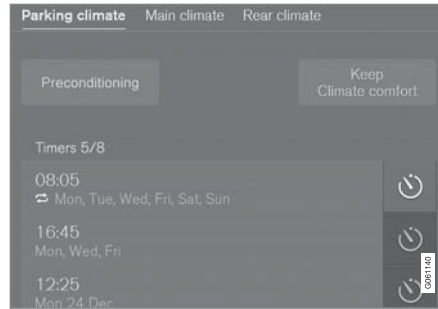 Parking climate Main climate Rear climate
Preconditioning
Keep
Climate comfort
Timers 5/8
08:05
Mon, Tue, Wed, Fri, Sat, Sun
16:45
Mon, Wed, Fri
12:25
Mon 24 Dec
G061140